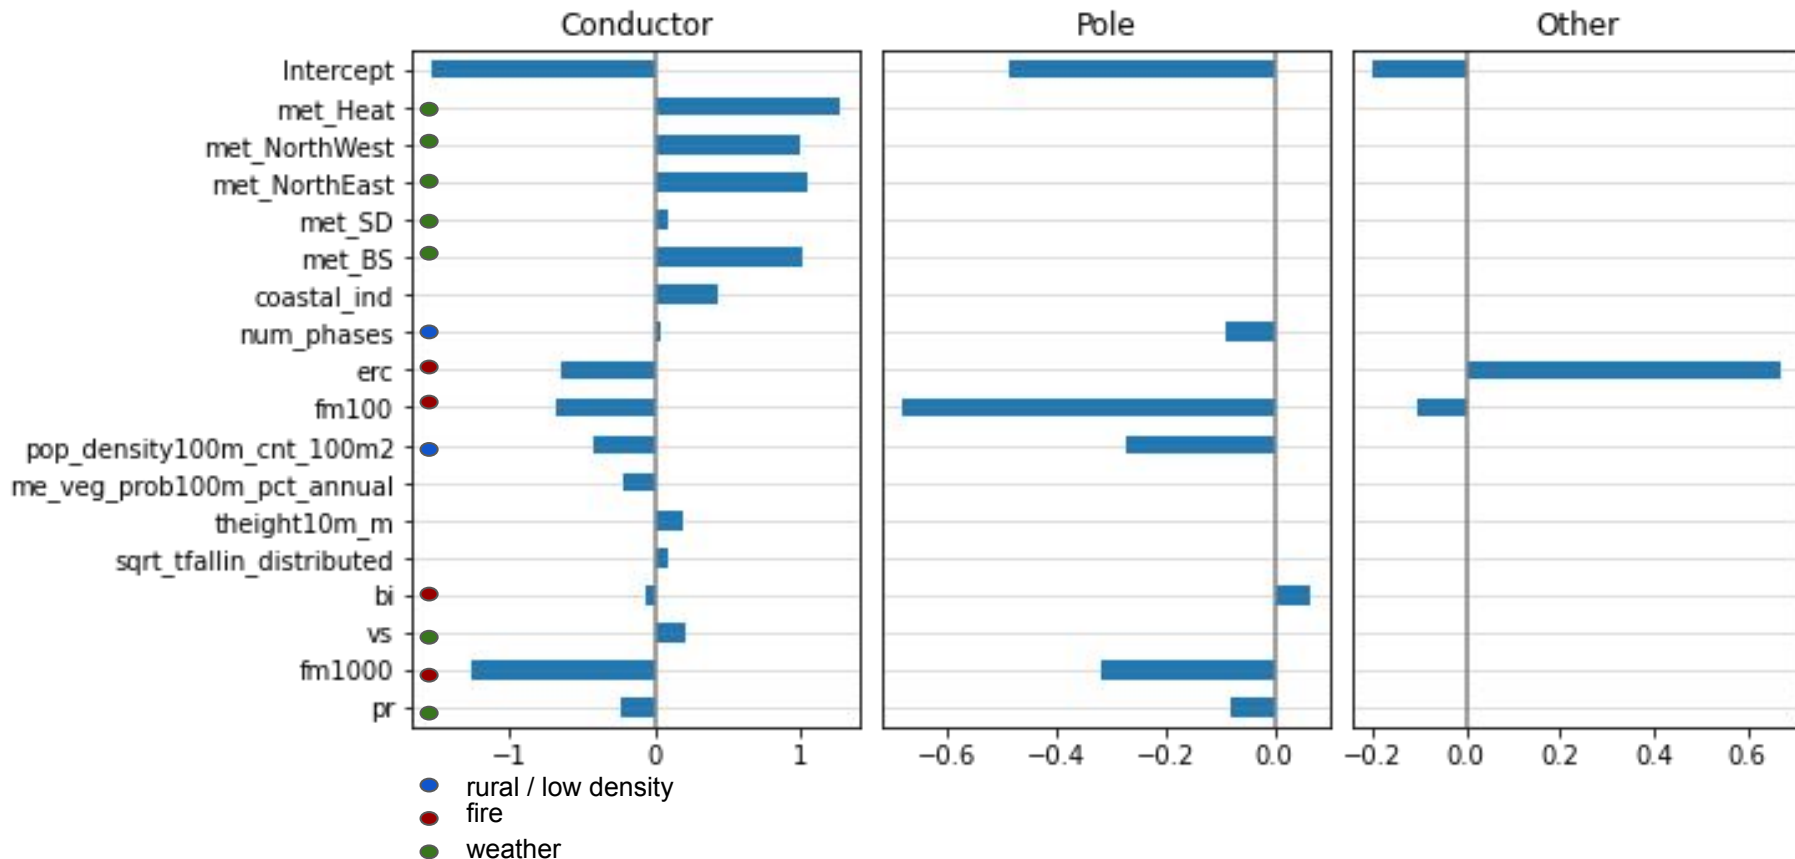 Conductor Pole Other
Intercept
met_Heat
met_NorthWest
met_NorthEast
met_SD
met_BS
coastal_ind
num_phases
erc
fm100
pop_density100m_cnt_100m2
me_veg_prob100m_pct_annual
theight10m_m
sqrt_tfallin_distributed
bi
vs
fm1000
pr
−1 0 1 −0.6 −0.4 −0.2 0.0 −0.2 0.0 0.2 0.4 0.6
rural / low density
fire
weather